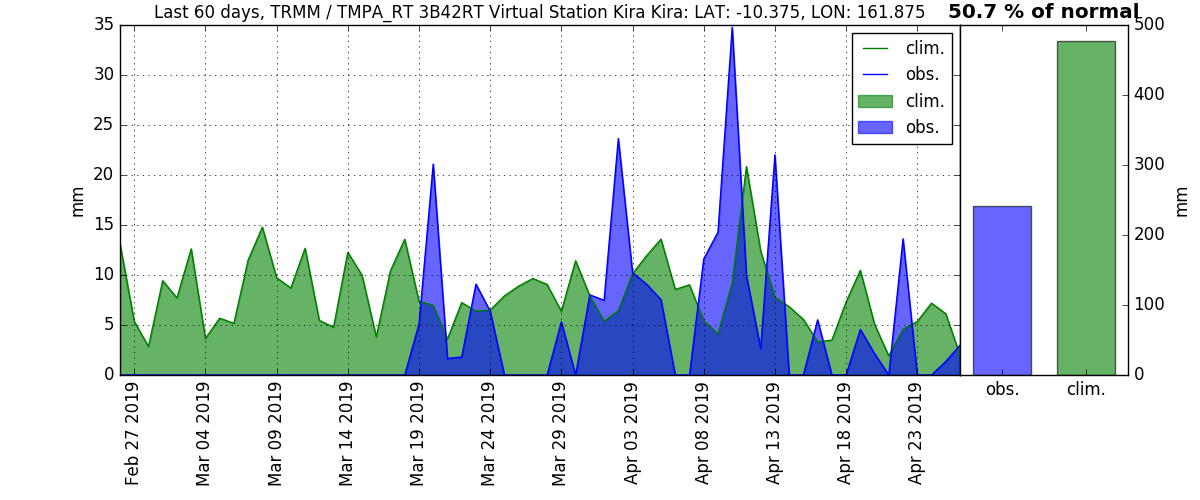 Last 60 days, TRMM / TMPA_RT 3B42RT Virtual Station Kira Kira: LAT: -10.375, LON: 161.875
50.7 % of normal
35
30
25
20
15
10
5
0
mm
clim.
obs.
clim.
obs.
500
400
300
200
100
0
mm
Feb 27 2019
Mar 04 2019
Mar 09 2019
Mar 14 2019
Mar 19 2019
Mar 24 2019
Mar 29 2019
Apr 03 2019
Apr 08 2019
Apr 13 2019
Apr 18 2019
Apr 23 2019
obs.
clim.